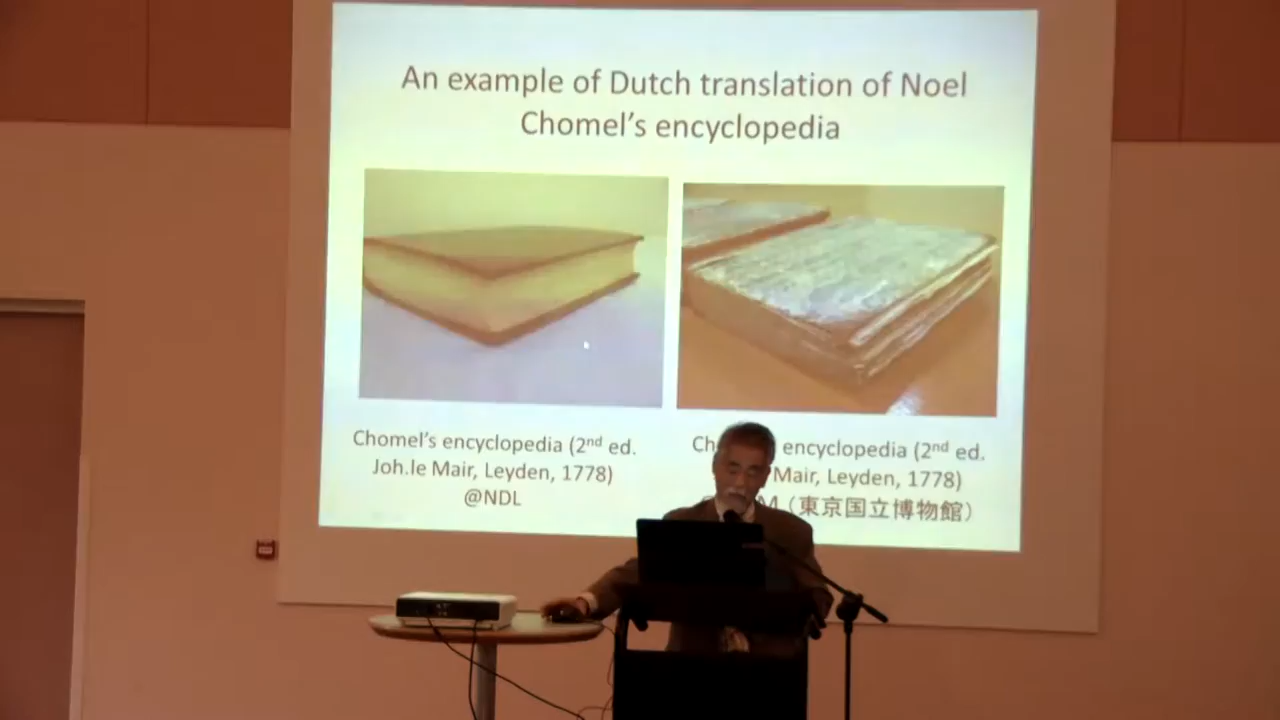 An example of Dutch translation of Noel
Chomel's encyclopedia
Chomel's encyclopedia (2nd ed.
Joh.le Mair, Leyden, 1778)
@NDL
encyclopedia (2nd ed.
Mair, Leyden, 1778)
(東京国立博物館)